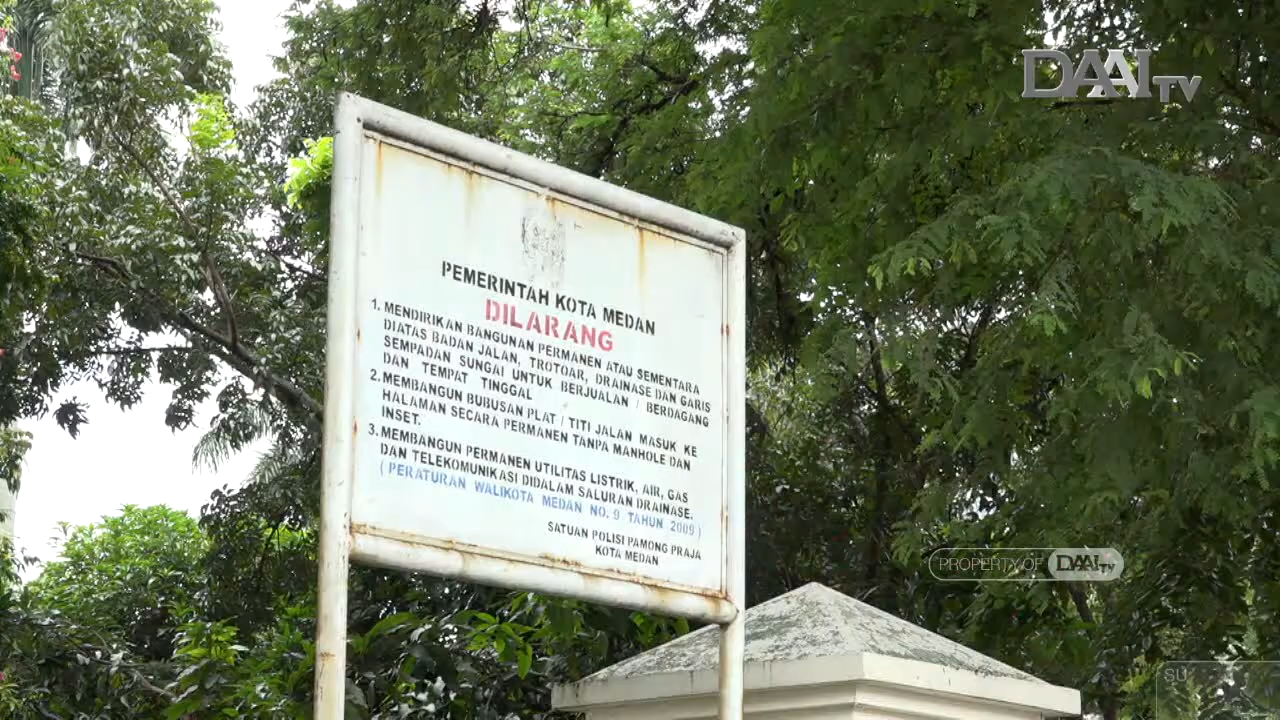 DAAI TV
PEMERINTAH KOTA MEDAN
DILARANG
1. MENDIRIKAN BANGUNAN PERMANEN ATAU SEMENTARA
DIATAS BADAN JALAN, TROTOAR, DRAINASE DAN GARIS
SEMPADAN SUNGAI UNTUK BERJUALAN / BERDAGANG
DAN TEMPAT TINGGAL
2. MEMBANGUN BUBUSAN PLAT / TITI JALAN MASUK KE
HALAMAN SECARA PERMANEN TANPA MANHOLE DAN
INSET.
3. MEMBANGUN PERMANEN UTILITAS LISTRIK, AIR, GAS
DAN TELEKOMUNIKASI DIDALAM SALURAN DRAINASE.
( PERATURAN WALIKOTA MEDAN NO. 9 TAHUN 2009 )
SATUAN POLISI PAMONG PRAJA
KOTA MEDAN
PROPERTY OF DAAI TV
SU